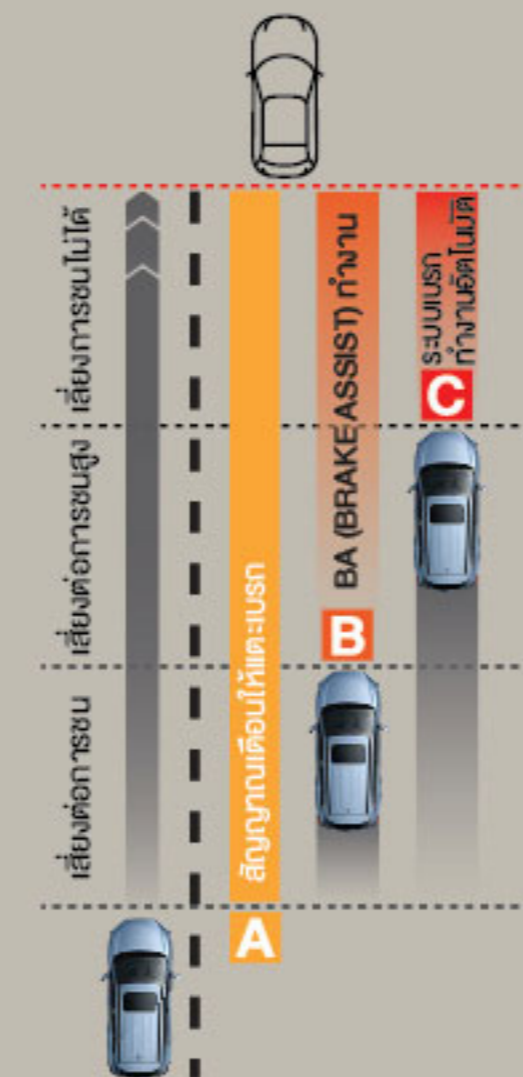 เลี่ยงการชนไม่ได้
เสี่ยงต่อการชนสูง
เสี่ยงต่อการชน
A
สัญญาณเตือนให้แตะเบรก
B
BA (BRAKE ASSIST) ทำงาน
C
ระบบเบรก
ทำงานอัตโนมัติ